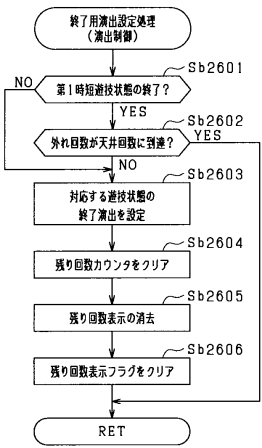 終了用演出設定処理
(演出制御)
Sb2601
第1時短遊技状態の終了?
NO
YES
Sb2602
外れ回数が天井回数に到達?
YES
NO
Sb2603
対応する遊技状態の
終了演出を設定
Sb2604
残り回数カウンタをクリア
Sb2605
残り回数表示の消去
Sb2606
残り回数表示フラグをクリア
RET